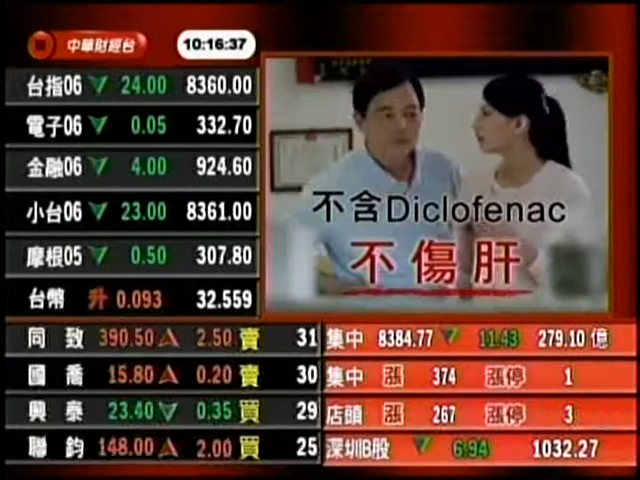 中華財經台 10:16:37
台指06 24.00 8360.00
電子06 0.05 332.70
金融06 4.00 924.60
小台06 23.00 8361.00
摩根05 0.50 307.80
台幣 升 0.093 32.559
不含Diclofenac
不傷肝
同致 390.50 2.50 賣 31
國喬 15.80 0.20 賣 30
興泰 23.40 0.35 買 29
聯鈞 148.00 2.00 買 25
集中 8384.77 11.43 279.10 億
集中 漲 374 漲停 1
店頭 漲 267 漲停 3
深圳B股 6.94 1032.27